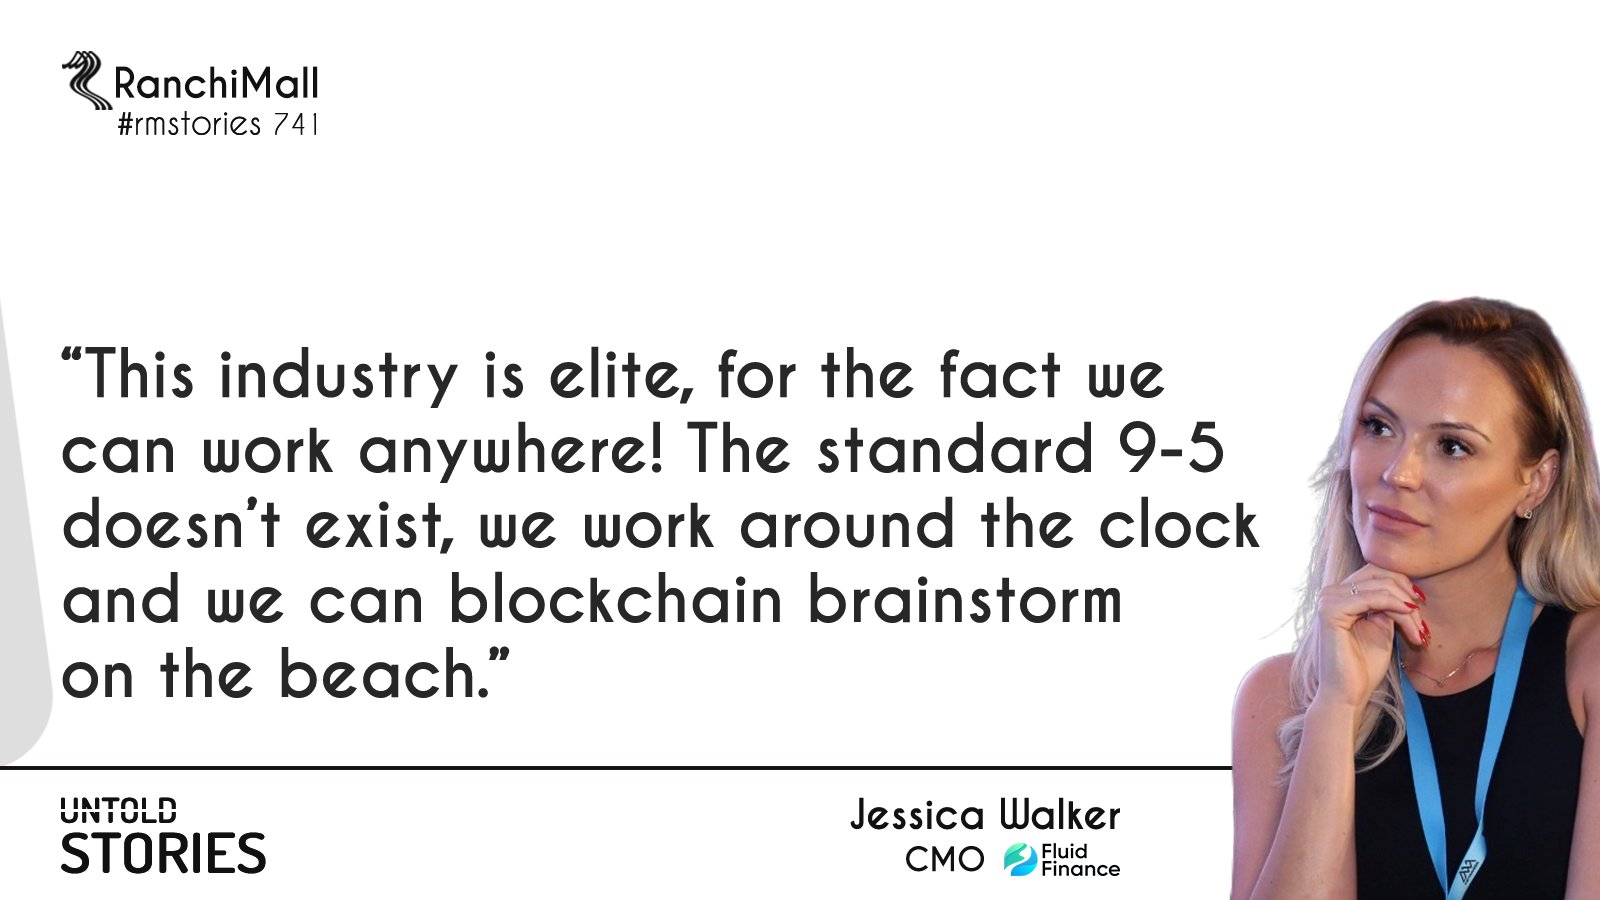 RanchiMall
#rmstories 741
“This industry is elite, for the fact we
can work anywhere! The standard 9-5
doesn’t exist, we work around the clock
and we can blockchain brainstorm
on the beach.”
UNTOLD
STORIES
Jessica Walker
CMO
Fluid
Finance